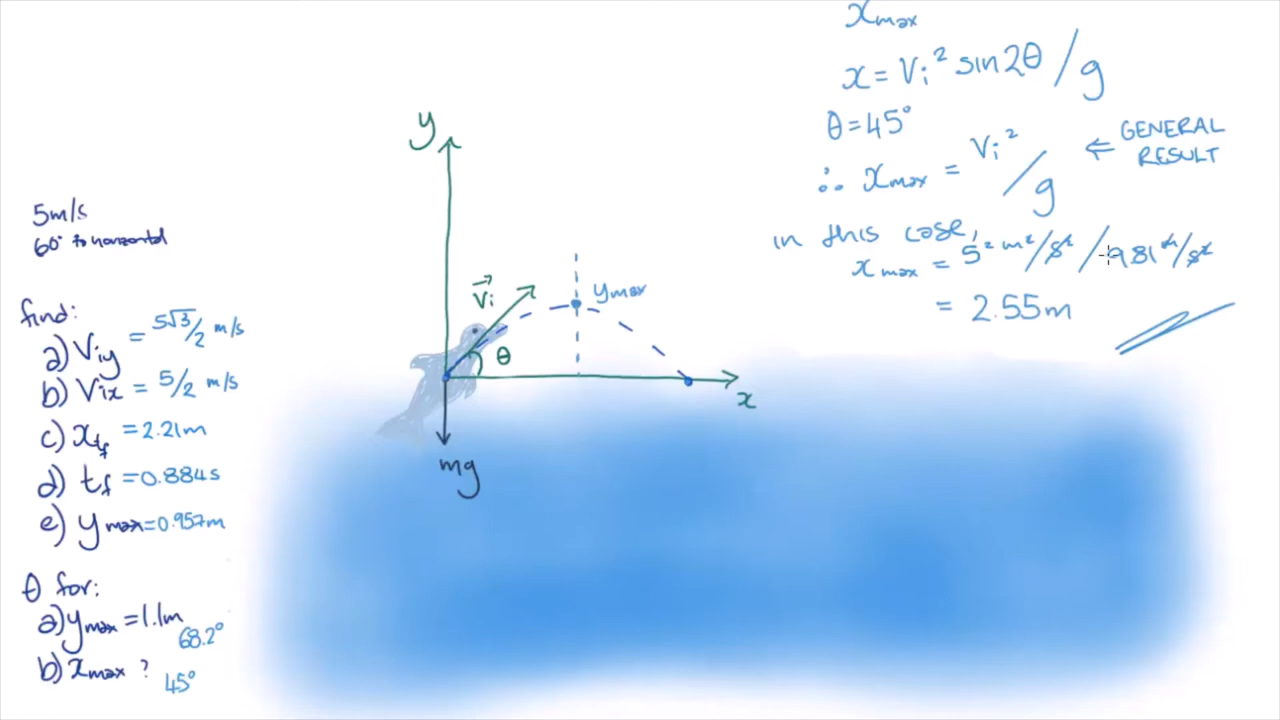 5m/s
60° to horizontal
find:
a) Viy = 5√3/2 m/s
b) Vix = 5/2 m/s
c) xtf = 2.21m
d) tf = 0.884s
e) ymax = 0.957m
θ for:
a) ymax = 1.1m
68.2°
b) xmax ?
45°
y
Vi
ymax
θ
x
mg
xmax
x = Vi² sin2θ / g
θ = 45°
∴ xmax = Vi² / g
⇐ GENERAL
RESULT
in this case,
xmax = 5² m²/s² / 9.81 m/s²
= 2.55m